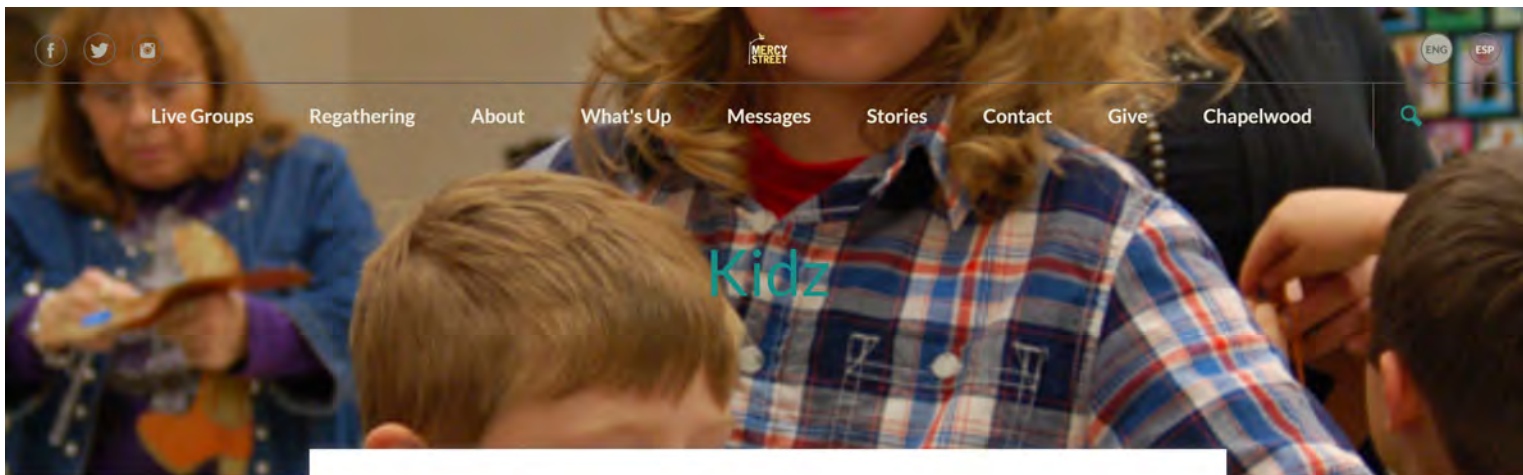 f
MERCY
STREET
ENG ESP
Live Groups Regathering About What's Up Messages Stories Contact Give Chapelwood
Kidz